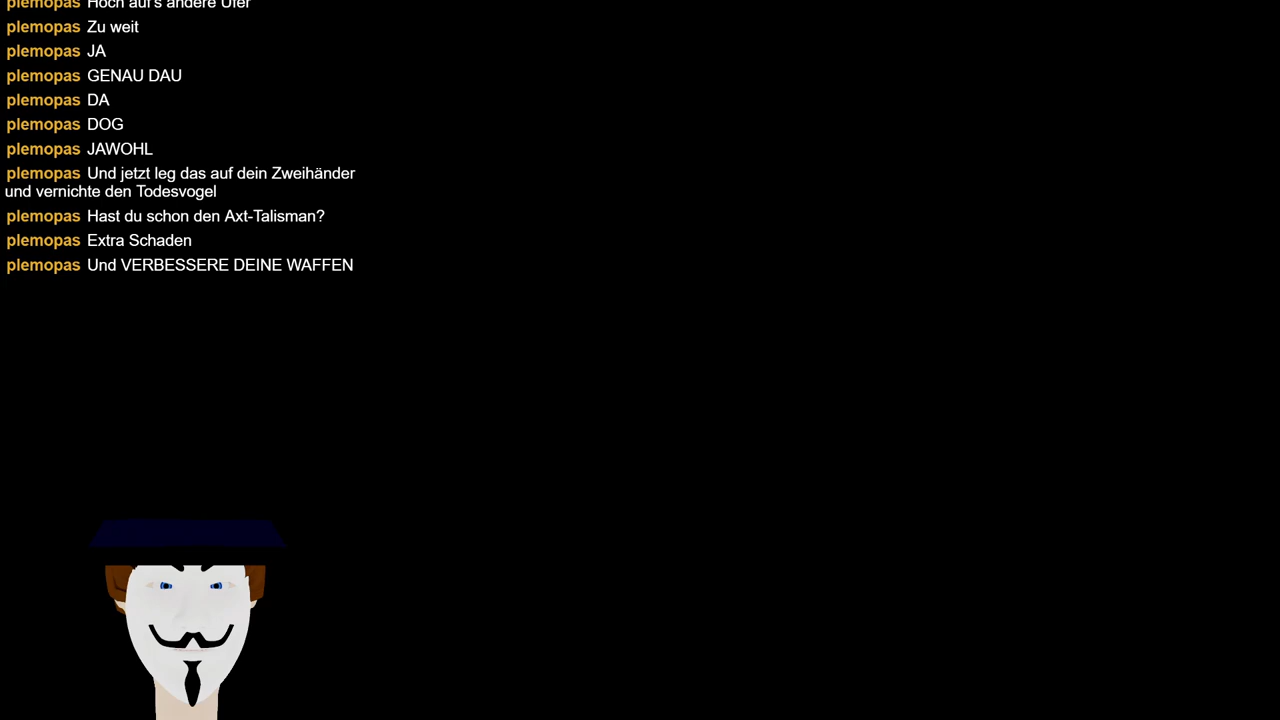 plemopas Hoch auf's andere Ufer
plemopas Zu weit
plemopas JA
plemopas GENAU DAU
plemopas DA
plemopas DOG
plemopas JAWOHL
plemopas Und jetzt leg das auf dein Zweihänder
und vernichte den Todesvogel
plemopas Hast du schon den Axt-Talisman?
plemopas Extra Schaden
plemopas Und VERBESSERE DEINE WAFFEN